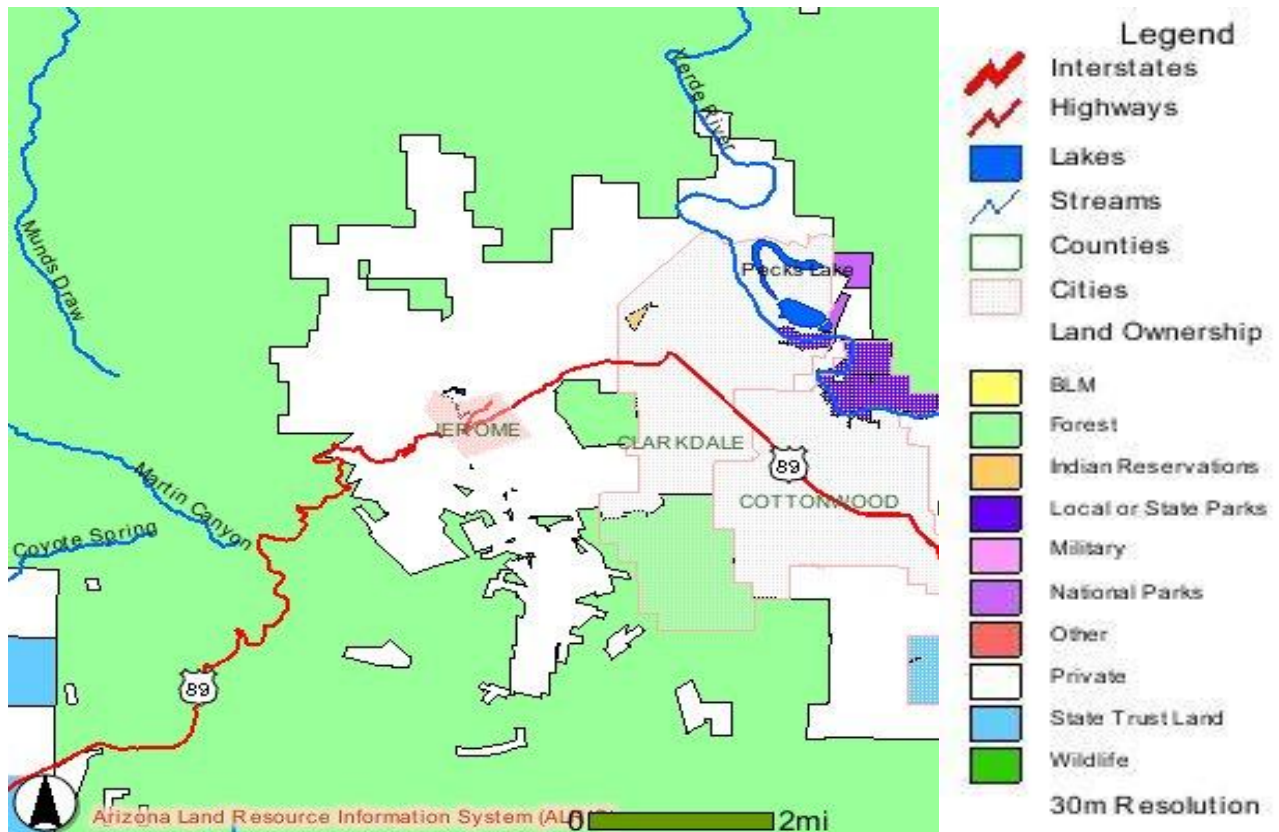 Verde River
Pecks Lake
Munds Draw
JEROME
CLARKDALE
89
COTTONWOOD
Martin Canyon
Coyote Spring
89
Arizona Land Resource Information System
0 2mi
Legend
Interstates
Highways
Lakes
Streams
Counties
Cities
Land Ownership
BLM
Forest
Indian Reservations
Local or State Parks
Military
National Parks
Other
Private
State Trust Land
Wildlife
30m Resolution